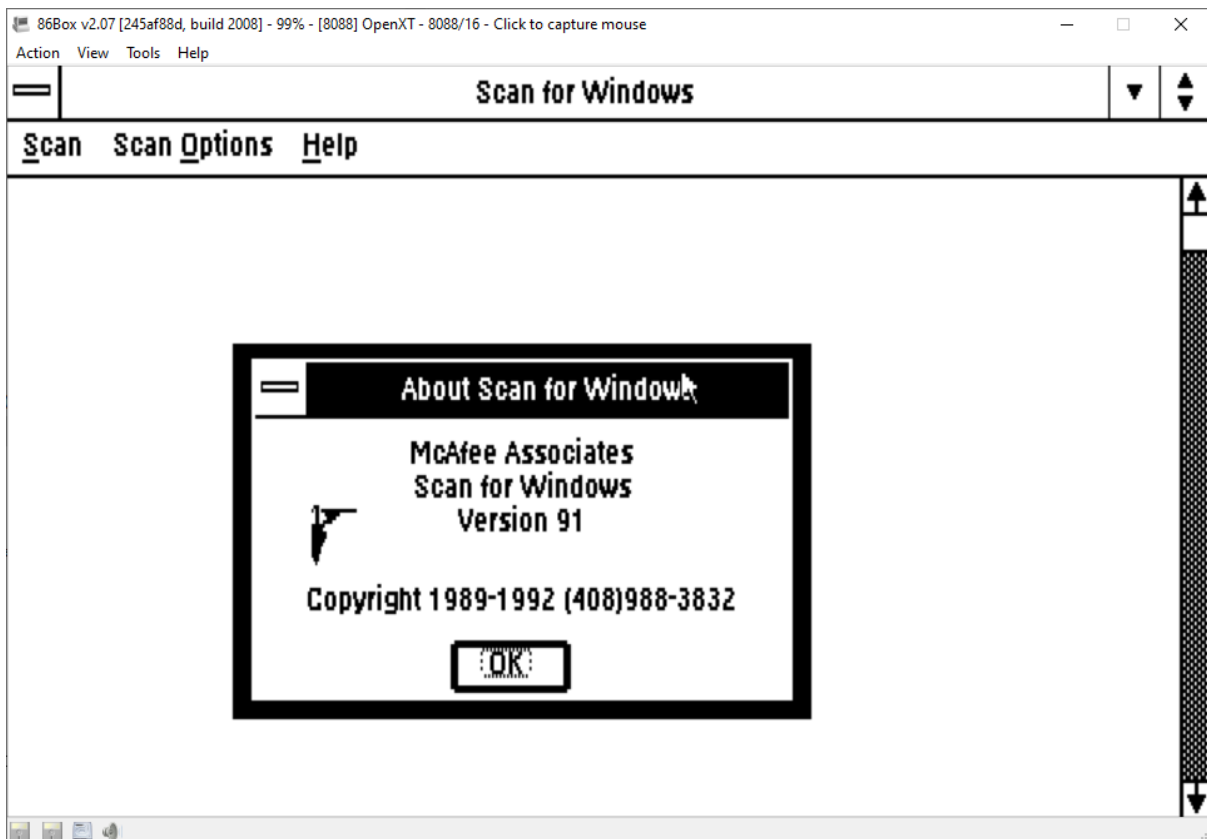 86Box v2.07 [245af88d, build 2008] - 99% - [8088] OpenXT - 8088/16 - Click to capture mouse
Action View Tools Help
Scan for Windows
Scan Scan Options Help
About Scan for Windows
McAfee Associates
Scan for Windows
Version 91
Copyright 1989-1992 (408)988-3832
OK